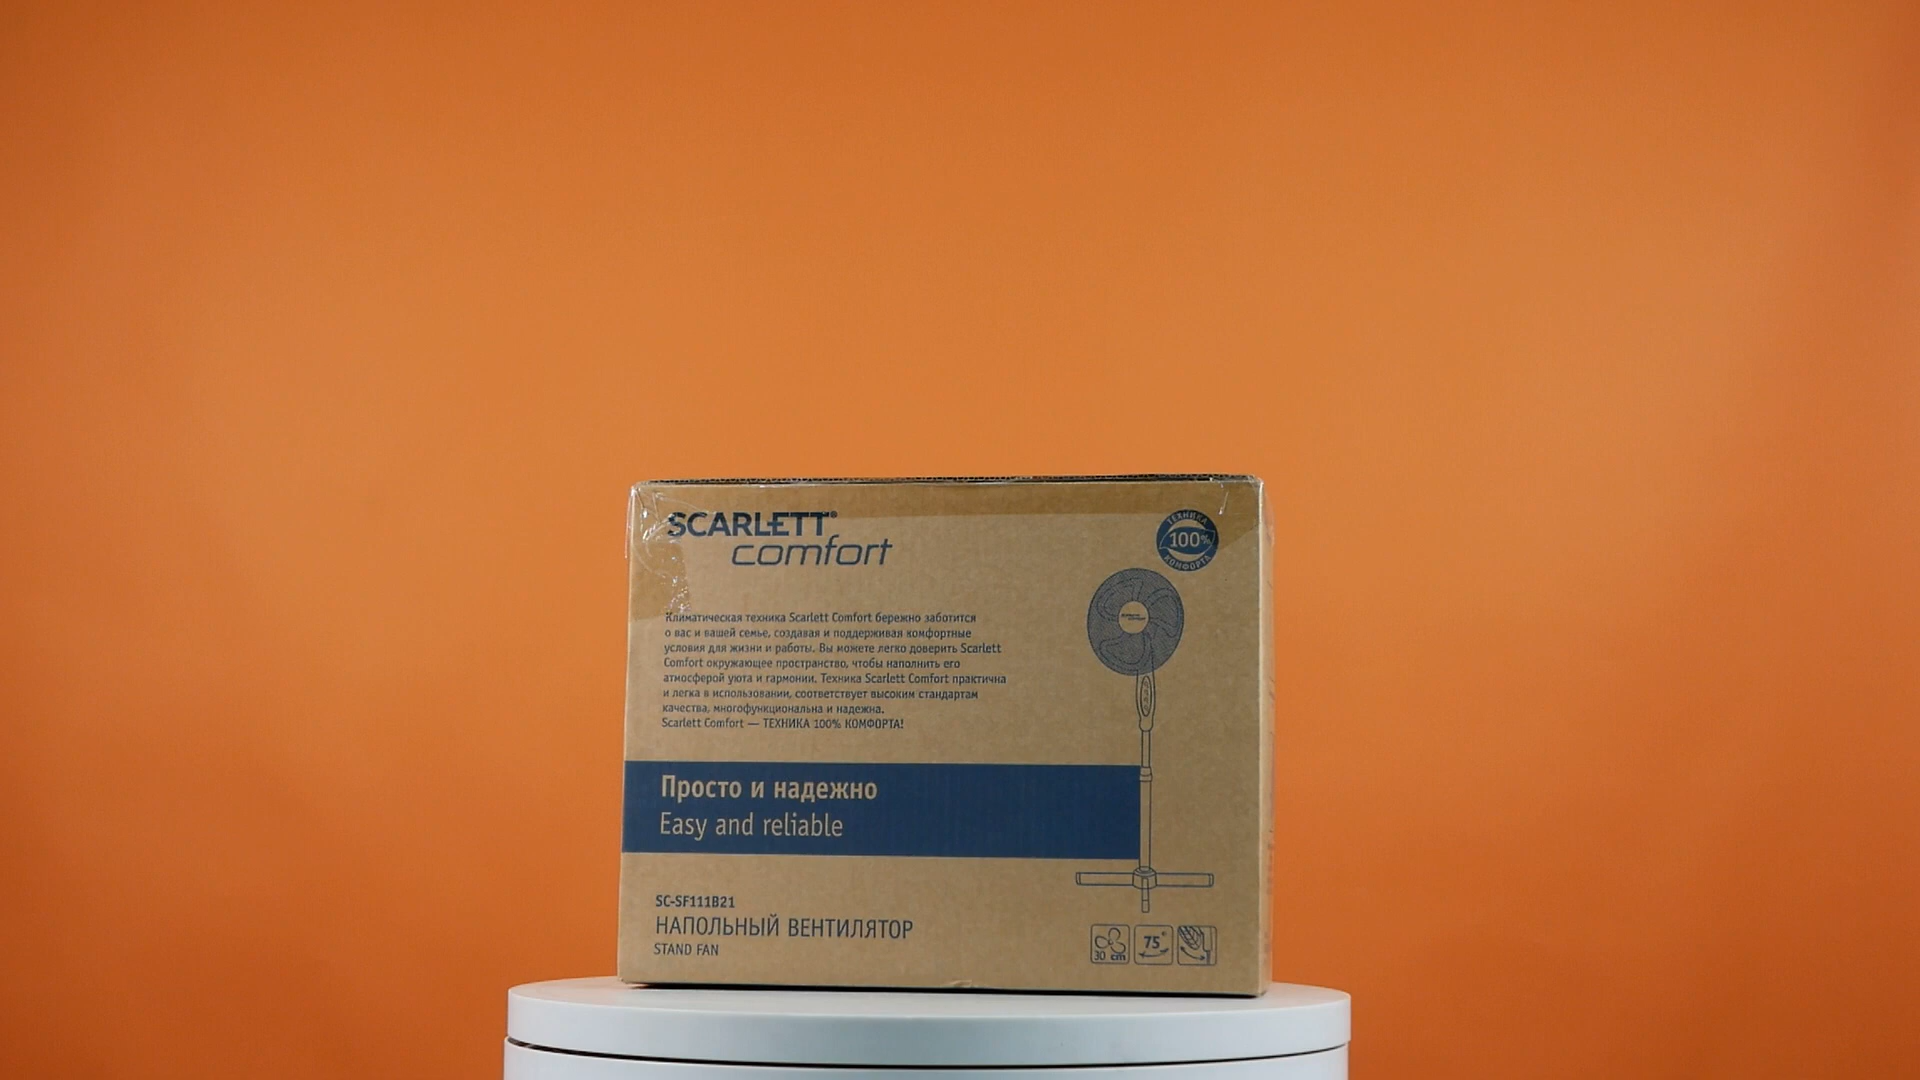 SCARLETT®
comfort
ТЕХНИКА
100%
КОМФОРТА
Климатическая техника Scarlett Comfort бережно заботится
о вас и вашей семье, создавая и поддерживая комфортные
условия для жизни и работы. Вы можете легко доверить Scarlett
Comfort окружающее пространство, чтобы наполнить его
атмосферой уюта и гармонии. Техника Scarlett Comfort практична
и легка в использовании, соответствует высоким стандартам
качества, многофункциональна и надежна.
Scarlett Comfort — ТЕХНИКА 100% КОМФОРТА!
Просто и надежно
Easy and reliable
SC-SF111B21
НАПОЛЬНЫЙ ВЕНТИЛЯТОР
STAND FAN
30 cm
75°